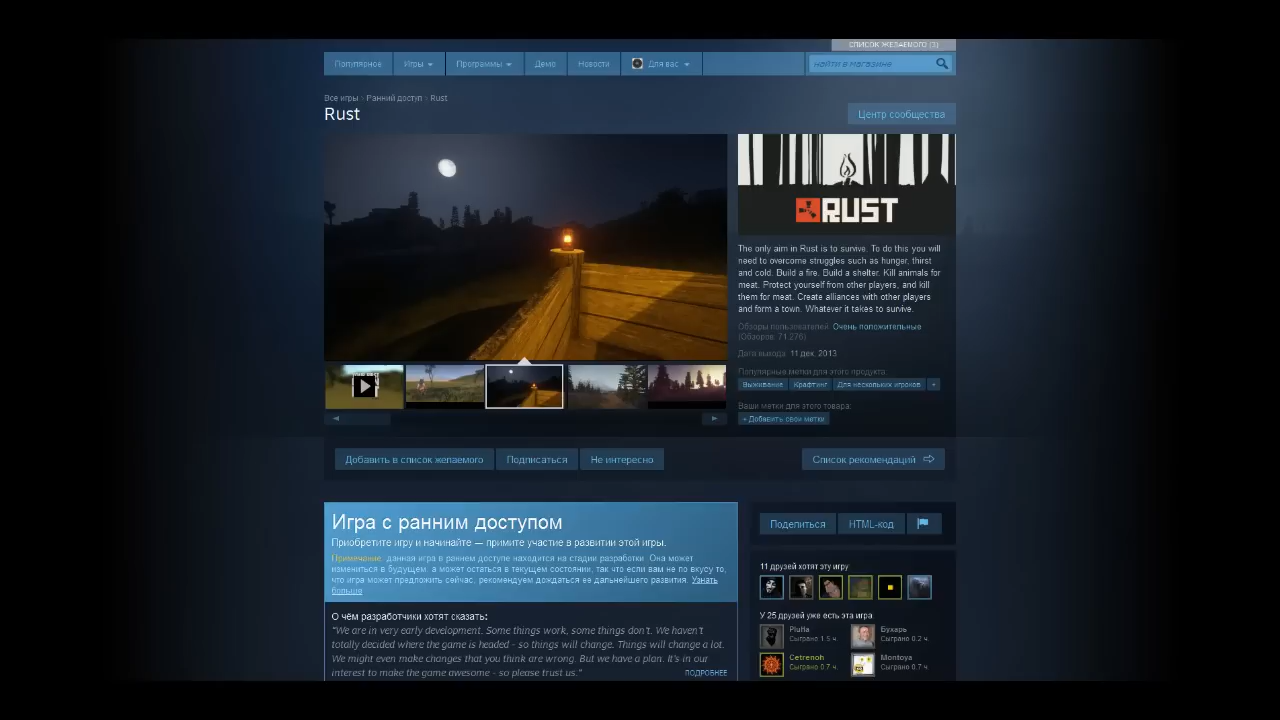 СПИСОК ЖЕЛАЕМОГО (3)
Популярное Игры Программы Демо Новости Для вас найти в магазине
Все игры › Ранний доступ › Rust
Rust
Центр сообщества
RUST
The only aim in Rust is to survive. To do this you will
need to overcome struggles such as hunger, thirst
and cold. Build a fire. Build a shelter. Kill animals for
meat. Protect yourself from other players, and kill
them for meat. Create alliances with other players
and form a town. Whatever it takes to survive.
Обзоры пользователей: Очень положительные
(Обзоров: 71,276)
Дата выхода: 11 дек. 2013
Популярные метки для этого продукта:
Выживание Крафтинг Для нескольких игроков +
Ваши метки для этого товара:
+ Добавить свои метки
Добавить в список желаемого Подписаться Не интересно Список рекомендаций
Игра с ранним доступом
Приобретите игру и начинайте — примите участие в развитии этой игры.
Примечание: данная игра в раннем доступе находится на стадии разработки. Она может
измениться в будущем, а может остаться в текущем состоянии, так что если вам не по вкусу то,
что игра может предложить сейчас, рекомендуем дождаться ее дальнейшего развития. Узнать
больше
О чём разработчики хотят сказать:
"We are in very early development. Some things work, some things don't. We haven't
totally decided where the game is headed - so things will change. Things will change a lot.
We might even make changes that you think are wrong. But we have a plan. It's in our
interest to make the game awesome - so please trust us."
ПОДРОБНЕЕ
Поделиться HTML-код
11 друзей хотят эту игру:
У 25 друзей уже есть эта игра:
PluHa
Сыграно 1.5 ч.
Бухарь
Сыграно 0.2 ч.
Cetrenoh
Сыграно 0.7 ч.
Montoya
Сыграно 0.7 ч.